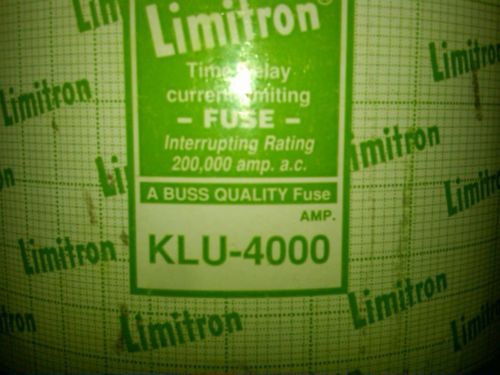 Limitron
Time Delay
current limiting
– FUSE –
Interrupting Rating
200,000 amp. a.c.
A BUSS QUALITY Fuse
AMP.
KLU-4000
Limitron
Limitron
Limitron
Limitron
Limitron
Limitron
Limitron